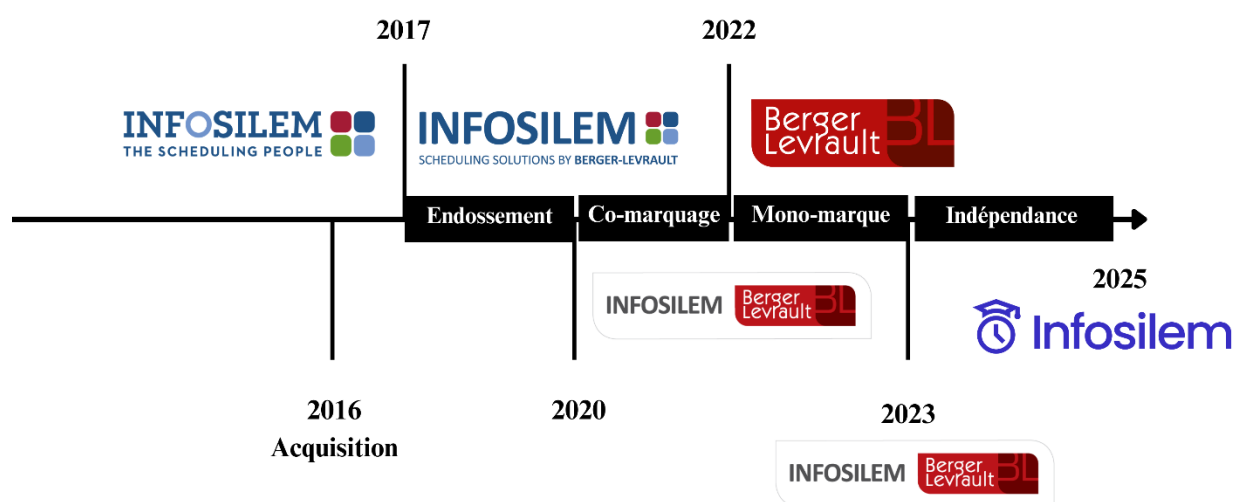 2017
2022
INFOSILEM
THE SCHEDULING PEOPLE
INFOSILEM
SCHEDULING SOLUTIONS BY BERGER-LEVRAULT
Berger
Levrault
BL
Endossement
Co-marquage
Mono-marque
Indépendance
2025
INFOSILEM
Berger
Levrault
BL
Infosilem
2016
Acquisition
2020
2023
INFOSILEM
Berger
Levrault
BL